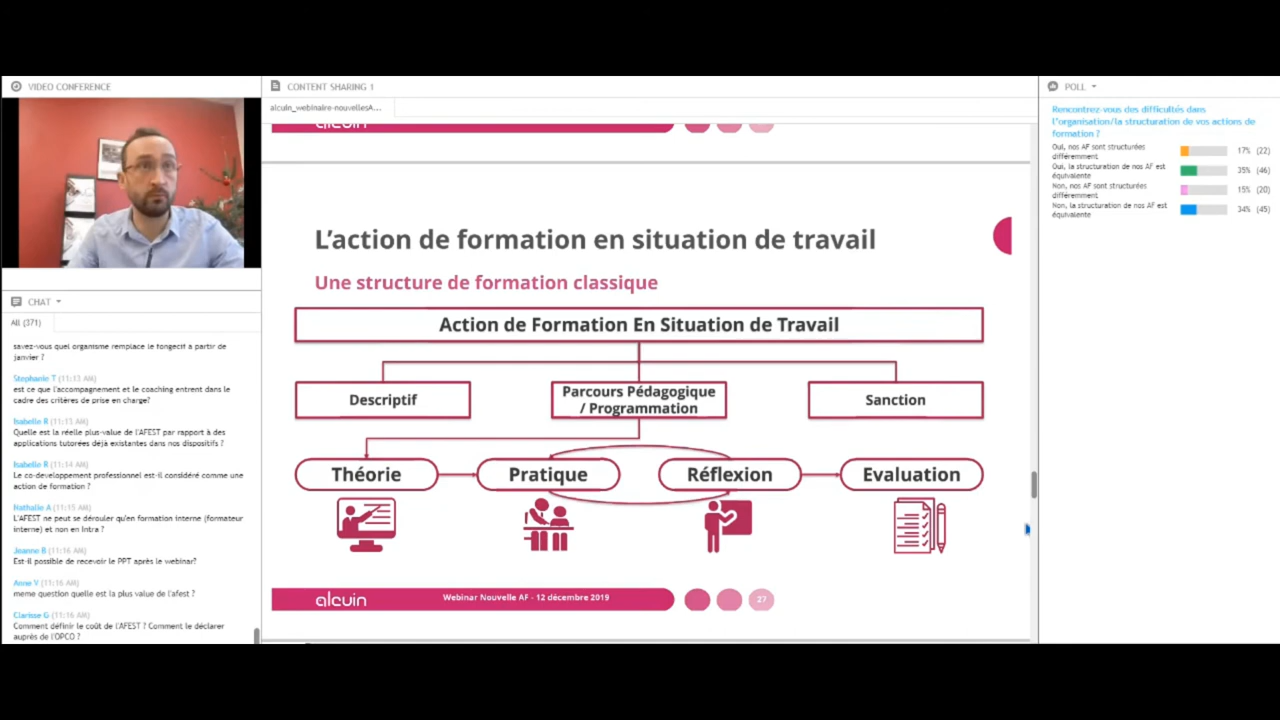 VIDEO CONFERENCE
CHAT
All (371)
savez-vous quel organisme remplace le fongecif a partir de
janvier ?
Stephanie T (11:13 AM)
est ce que l'accompagnement et le coaching entrent dans le
cadre des critères de prise en charge?
Isabelle R (11:13 AM)
Quelle est la réelle plus-value de l'AFEST par rapport à des
applications tutorées déjà existantes dans nos dispositifs ?
Isabelle R (11:14 AM)
Le co-developpement professionnel est-il considéré comme une
action de formation ?
Nathalie A (11:15 AM)
L'AFEST ne peut se dérouler qu'en formation interne (formateur
interne) et non en Intra ?
Jeanne B (11:16 AM)
Est-il possible de recevoir le PPT après le webinar?
Anne V (11:16 AM)
meme question quelle est la plus value de l'afest ?
Clarisse G (11:16 AM)
Comment définir le coût de l'AFEST ? Comment le déclarer
auprès de l'OPCO ?
CONTENT SHARING 1
alcuin_webinaire-nouvellesA...
alcuin
L'action de formation en situation de travail
Une structure de formation classique
Action de Formation En Situation de Travail
Descriptif
Parcours Pédagogique
/ Programmation
Sanction
Théorie
Pratique
Réflexion
Evaluation
alcuin
Webinar Nouvelle AF - 12 décembre 2019
27
POLL
Rencontrez-vous des difficultés dans
l'organisation/la structuration de vos actions de
formation ?
Oui, nos AF sont structurées
différemment
17% (22)
Oui, la structuration de nos AF est
équivalente
35% (46)
Non, nos AF sont structurées
différemment
15% (20)
Non, la structuration de nos AF est
équivalente
34% (45)